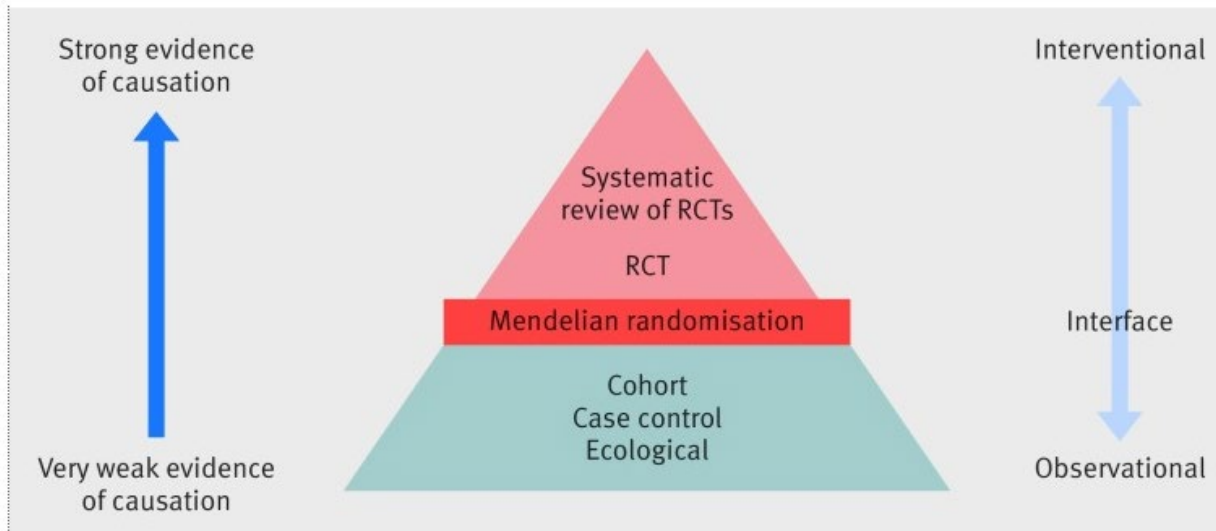 Strong evidence
of causation
Very weak evidence
of causation
Systematic
review of RCTs
RCT
Mendelian randomisation
Cohort
Case control
Ecological
Interventional
Interface
Observational